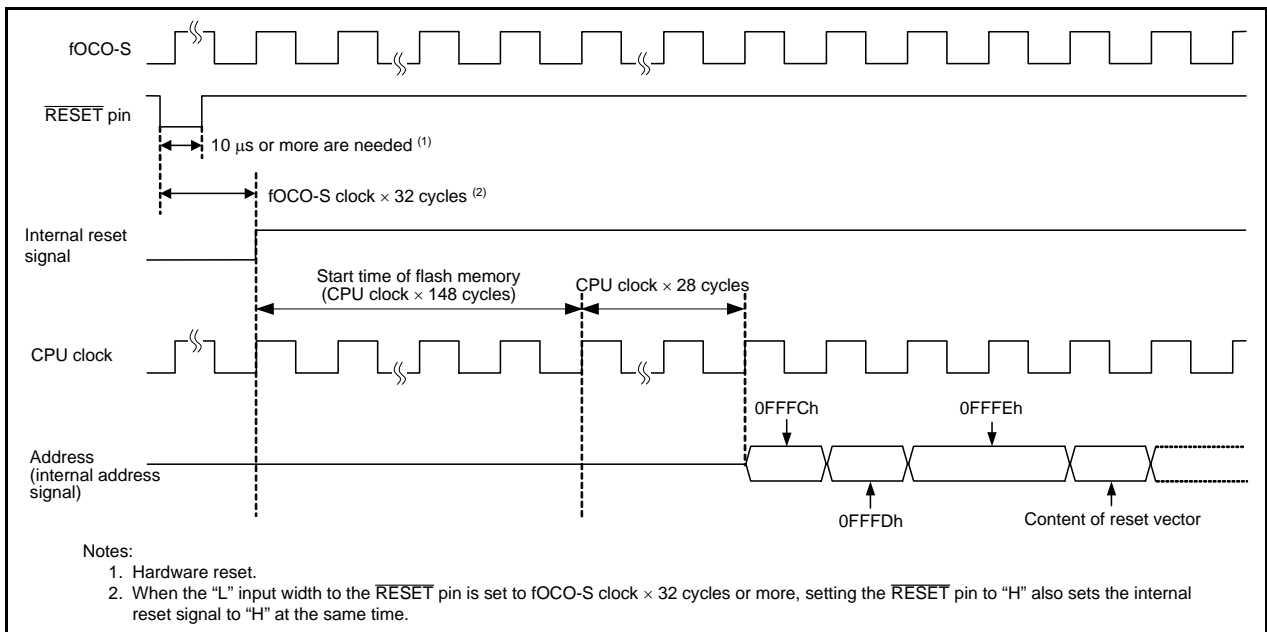 fOCO-S
RESET pin
10 μs or more are needed (1)
fOCO-S clock × 32 cycles (2)
Internal reset
signal
Start time of flash memory
(CPU clock × 148 cycles)
CPU clock × 28 cycles
CPU clock
0FFFCh
0FFFEh
Address
(internal address
signal)
0FFFDh
Content of reset vector
Notes:
1. Hardware reset.
2. When the “L” input width to the RESET pin is set to fOCO-S clock × 32 cycles or more, setting the RESET pin to “H” also sets the internal
reset signal to “H” at the same time.